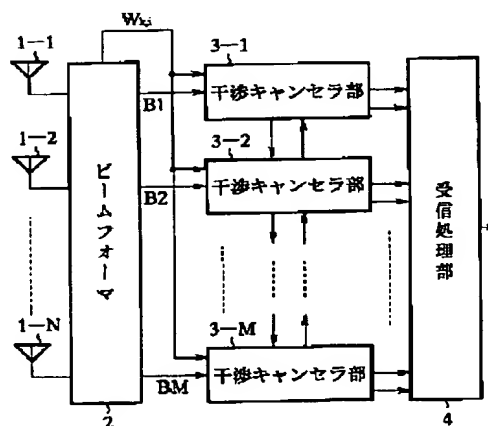 Wk,i
1-1
3-1
干渉キャンセラ部
B1
1-2
3-2
干渉キャンセラ部
B2
ビームフォーマ
受信処理部
1-N
3-M
干渉キャンセラ部
BM
2
4